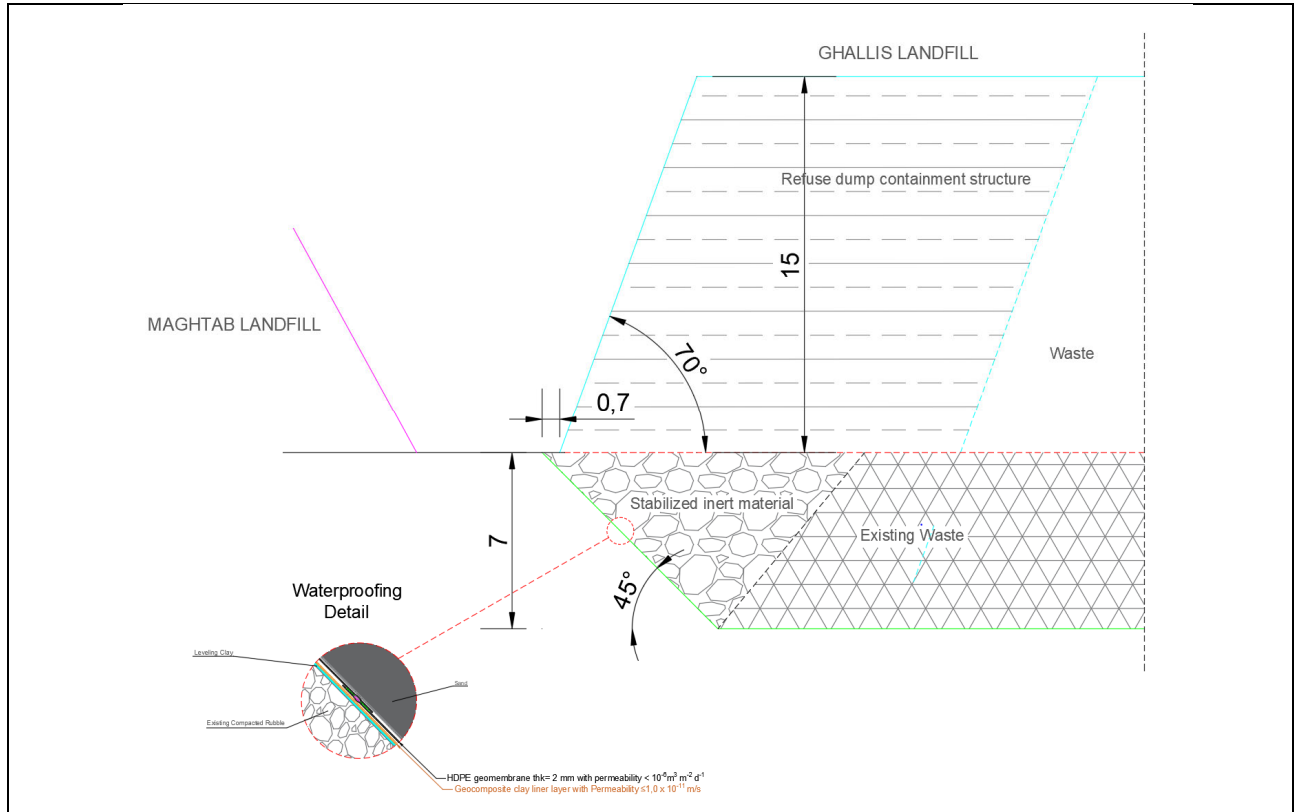 GHALLIS LANDFILL
Refuse dump containment structure
15
MAGHTAB LANDFILL
70°
Waste
0,7
Stabilized inert material
7
Existing Waste
45°
Waterproofing
Detail
Leveling Clay
Sand
Existing Compacted Rubble
HDPE geomembrane thk= 2 mm with permeability < 10⁻⁶m³ m⁻² d⁻¹
Geocomposite clay liner layer with Permeability ≤1,0 x 10⁻¹¹ m/s